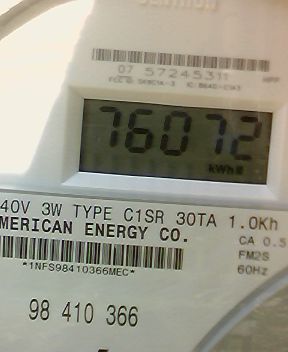 07 57245311
76072
kWh
40V 3W TYPE C1SR 30TA 1.0Kh
MERICAN ENERGY CO.
CA 0.5
*1NFS98410366MEC*
FM2S
60Hz
98 410 366